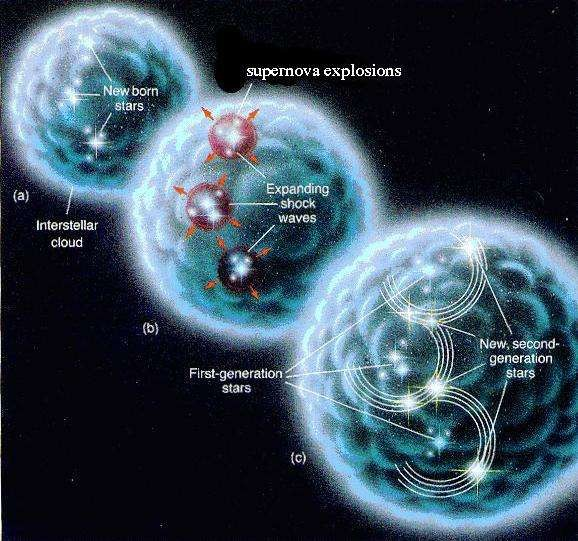 supernova explosions
New born
stars
(a)
Interstellar
cloud
Expanding
shock
waves
(b)
First-generation
stars
New, second-
generation
stars
(c)